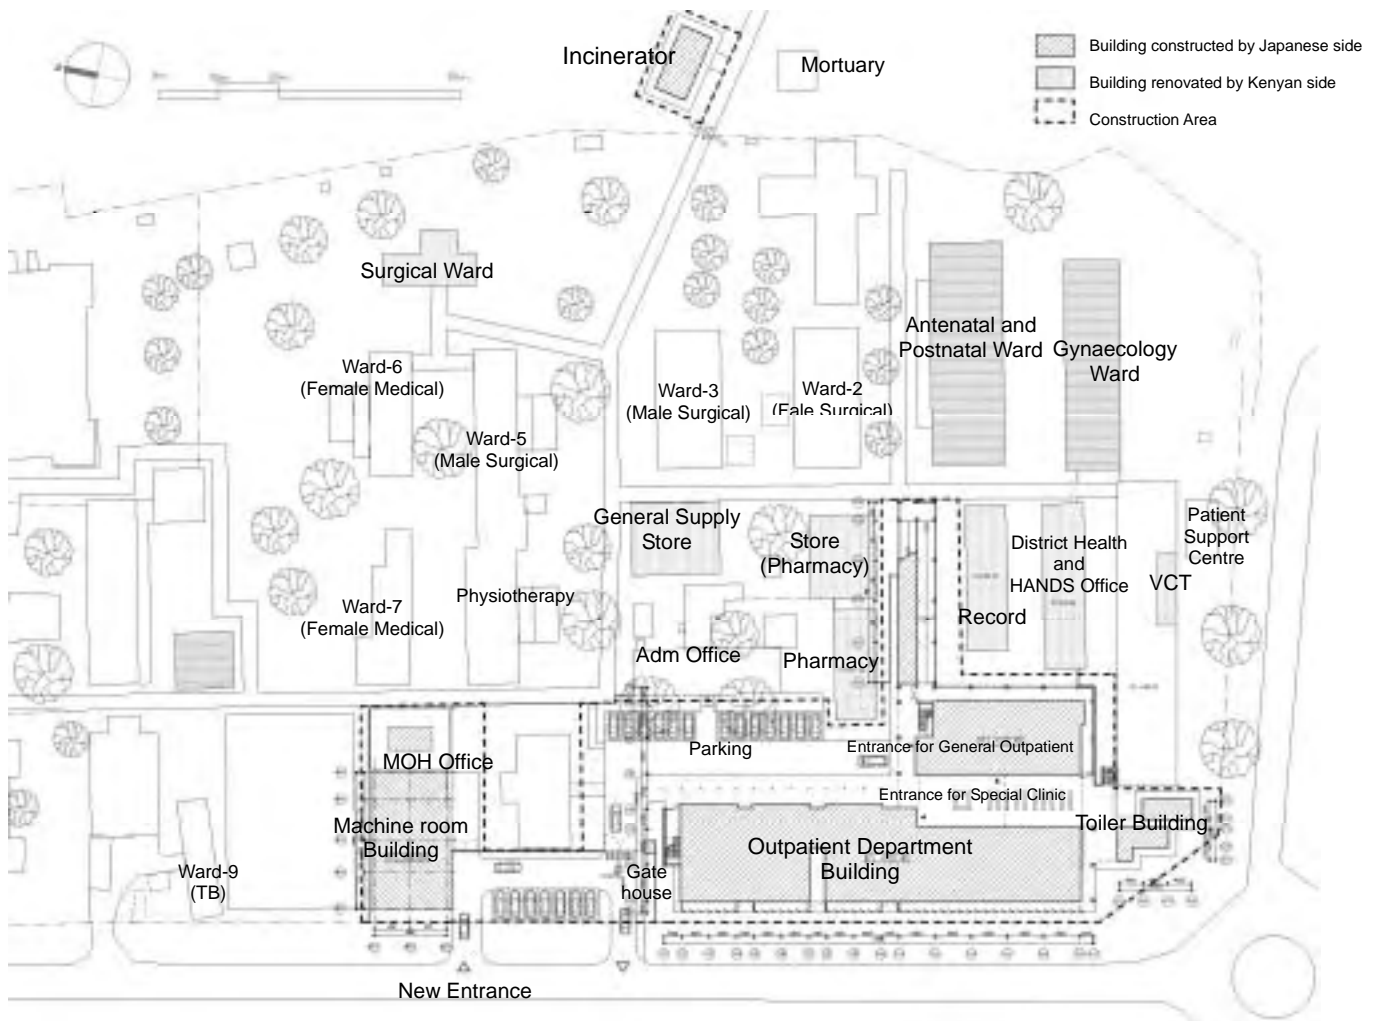 Incinerator
Mortuary
Building constructed by Japanese side
Building renovated by Kenyan side
Construction Area
Surgical Ward
Antenatal and
Postnatal Ward
Gynaecology
Ward
Ward-6
(Female Medical)
Ward-5
(Male Surgical)
Ward-3
(Male Surgical)
Ward-2
(Fale Surgical)
General Supply
Store
Store
(Pharmacy)
District Health
and
HANDS Office
Patient
Support
Centre
VCT
Record
Physiotherapy
Ward-7
(Female Medical)
Adm Office
Pharmacy
Parking
Entrance for General Outpatient
MOH Office
Entrance for Special Clinic
Machine room
Building
Toiler Building
Outpatient Department
Building
Gate
house
Ward-9
(TB)
New Entrance